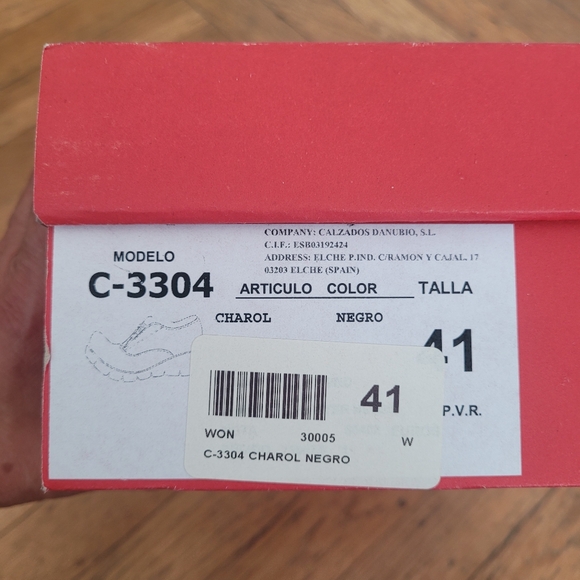 COMPANY: CALZADOS DANUBIO, S.L.
C.I.F.: ESB03192424
ADDRESS: ELCHE P.IND. C/RAMON Y CAJAL. 17
03203 ELCHE (SPAIN)
MODELO
C-3304 ARTICULO COLOR TALLA
CHAROL NEGRO
41
P.V.R.
41
WON 30005 W
C-3304 CHAROL NEGRO